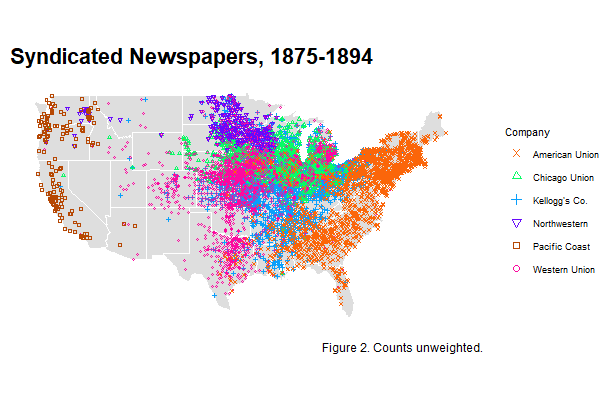 Syndicated Newspapers, 1875-1894
Company
American Union
Chicago Union
Kellogg's Co.
Northwestern
Pacific Coast
Western Union
Figure 2. Counts unweighted.